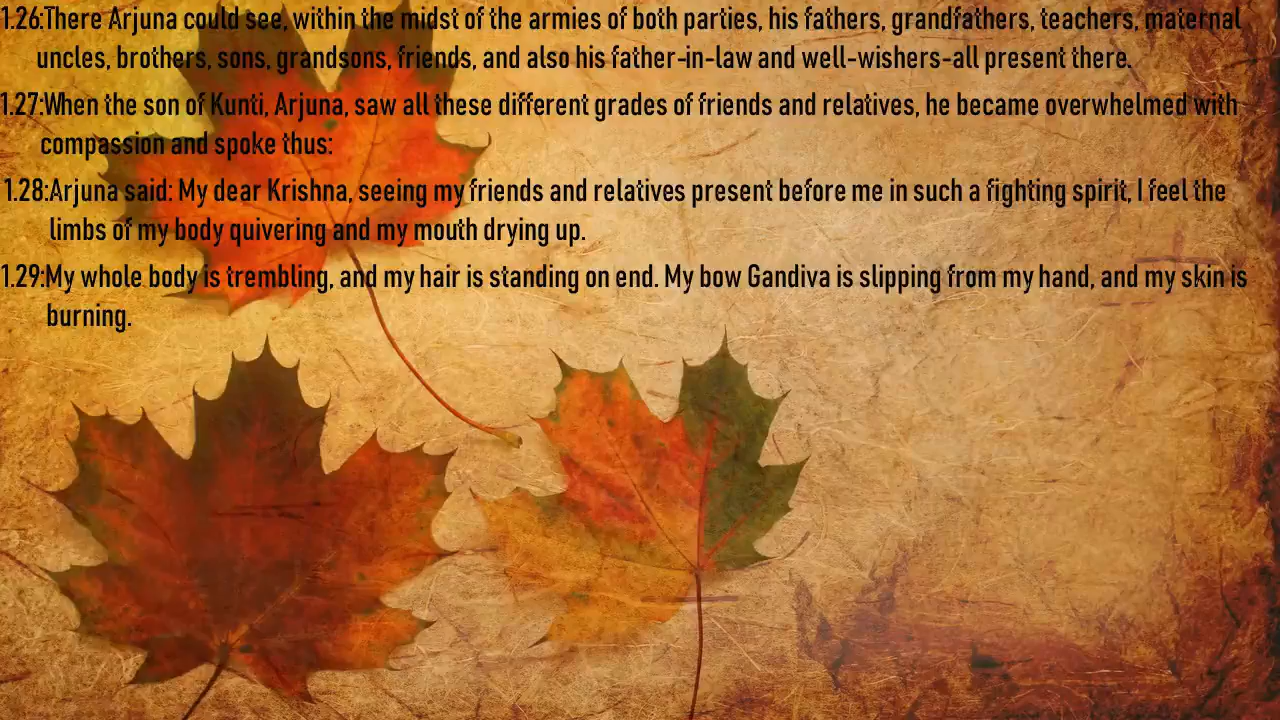 1.26:There Arjuna could see, within the midst of the armies of both parties, his fathers, grandfathers, teachers, maternal
uncles, brothers, sons, grandsons, friends, and also his father-in-law and well-wishers-all present there.
1.27:When the son of Kunti, Arjuna, saw all these different grades of friends and relatives, he became overwhelmed with
compassion and spoke thus:
1.28:Arjuna said: My dear Krishna, seeing my friends and relatives present before me in such a fighting spirit, I feel the
limbs of my body quivering and my mouth drying up.
1.29:My whole body is trembling, and my hair is standing on end. My bow Gandiva is slipping from my hand, and my skin is
burning.